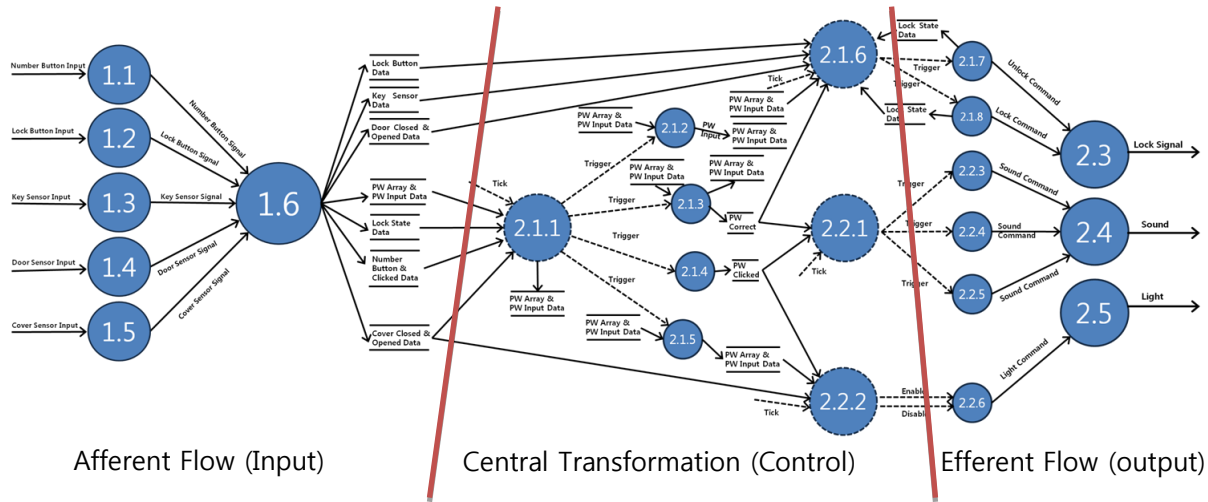 Number Button Input
1.1
Number Button Signal
Lock Button Input
1.2
Lock Button Signal
Key Sensor Input
1.3
Key Sensor Signal
Door Sensor Input
1.4
Door Sensor Signal
Cover Sensor Input
1.5
Cover Sensor Signal
1.6
Lock Button
Data
Key Sensor
Data
Door Closed &
Opened Data
PW Array &
PW Input Data
Lock State
Data
Number
Button &
Clicked Data
Cover Closed &
Opened Data
Tick
2.1.1
PW Array &
PW Input Data
Trigger
Trigger
Trigger
Trigger
PW Array &
PW Input Data
2.1.2
PW
Input
PW Array &
PW Input Data
PW Array &
PW Input Data
PW Array &
PW Input Data
2.1.3
PW
Correct
2.1.4
PW
Clicked
PW Array &
PW Input Data
2.1.5
PW Array &
PW Input Data
Tick
PW Array &
PW Input Data
2.1.6
Tick
2.2.1
Tick
2.2.2
Lock State
Data
Trigger
2.1.7
Unlock Command
Trigger
Lock State
Data
2.1.8
Lock Command
2.3
Lock Signal
Trigger
2.2.3
Sound Command
Trigger
2.2.4
Sound
Command
2.4
Sound
Trigger
2.2.5
Sound Command
2.5
Light
Enable
Disable
2.2.6
Light Command
Afferent Flow (Input)
Central Transformation (Control)
Efferent Flow (output)